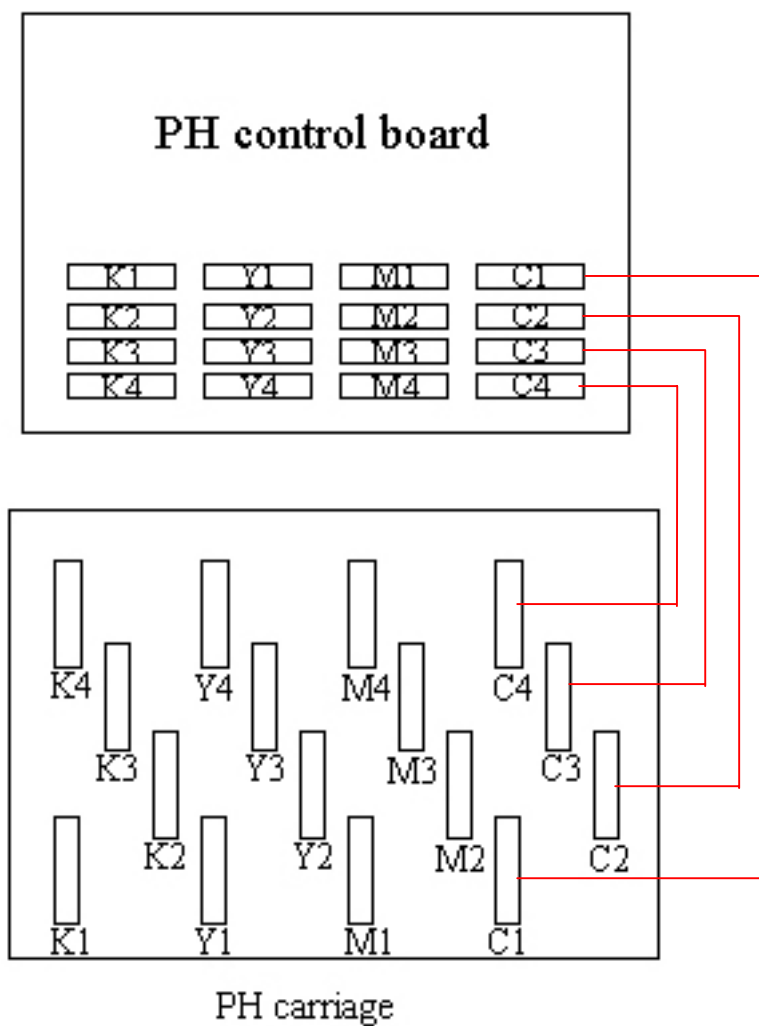 PH control board
K1 Y1 M1 C1
K2 Y2 M2 C2
K3 Y3 M3 C3
K4 Y4 M4 C4
K4 Y4 M4 C4
K3 Y3 M3 C3
K2 Y2 M2 C2
K1 Y1 M1 C1
PH carriage